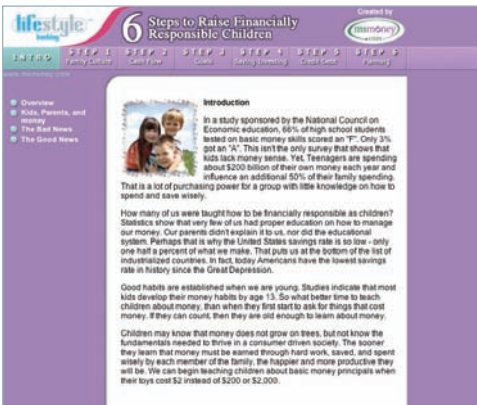 lifestyle
banking
6 Steps to Raise Financially
Responsible Children
Created by
msmoney
.com
INTRO
STEP 1
Family Culture
STEP 2
Cash Flow
STEP 3
Goals
STEP 4
Saving/Investing
STEP 5
Credit Cards
STEP 6
Planning
www.msmoney.com
Overview
Kids, Parents, and
money
The Bad News
The Good News
Introduction
In a study sponsored by the National Council on
Economic education, 66% of high school students
tested on basic money skills scored an "F". Only 3%
got an "A". This isn't the only survey that shows that
kids lack money sense. Yet, Teenagers are spending
about $200 billion of their own money each year and
influence an additional 50% of their family spending.
That is a lot of purchasing power for a group with little knowledge on how to
spend and save wisely.
How many of us were taught how to be financially responsible as children?
Statistics show that very few of us had proper education on how to manage
our money. Our parents didn't explain it to us, nor did the educational
system. Perhaps that is why the United States savings rate is so low - only
one half a percent of what we make. That puts us at the bottom of the list of
industrialized countries. In fact, today Americans have the lowest savings
rate in history since the Great Depression.
Good habits are established when we are young. Studies indicate that most
kids develop their money habits by age 13. So what better time to teach
children about money, than when they first start to ask for things that cost
money. If they can count, then they are old enough to learn about money.
Children may know that money does not grow on trees, but not know the
fundamentals needed to thrive in a consumer driven society. The sooner
they learn that money must be earned through hard work, saved, and spent
wisely by each member of the family, the happier and more productive they
will be. We can begin teaching children about basic money principals when
their toys cost $2 instead of $200 or $2,000.